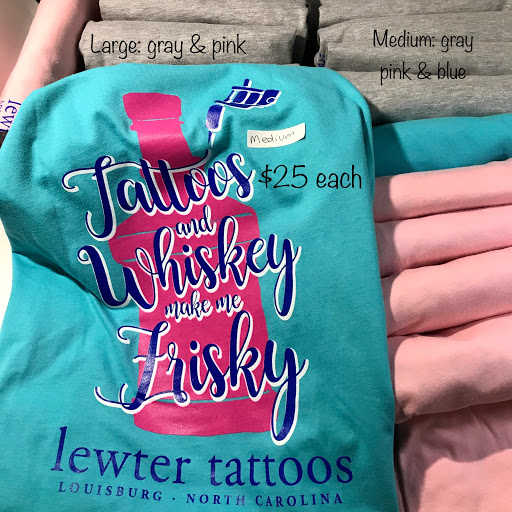 Large: gray & pink
Medium: gray
pink & blue
lewter
Medium
$25 each
Tattoos
and
Whiskey
make me
Frisky
lewter tattoos
LOUISBURG - NORTH CAROLINA